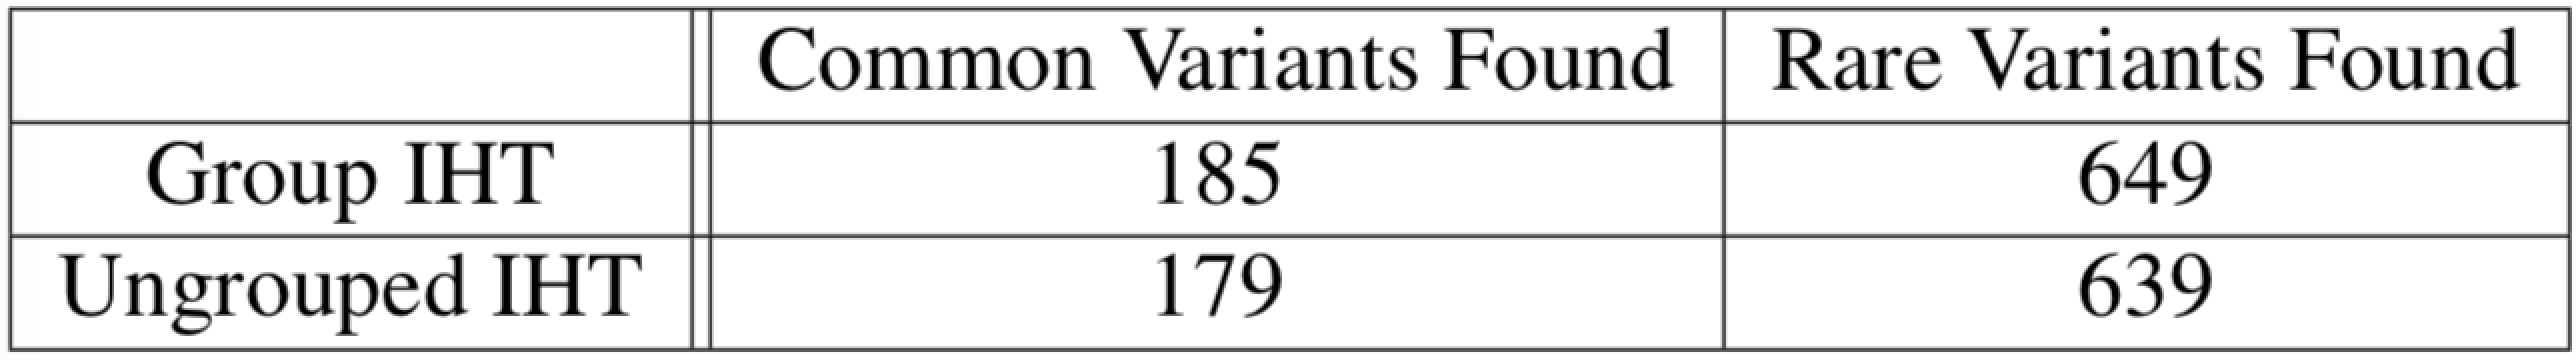 Common Variants Found Rare Variants Found
Group IHT 185 649
Ungrouped IHT 179 639